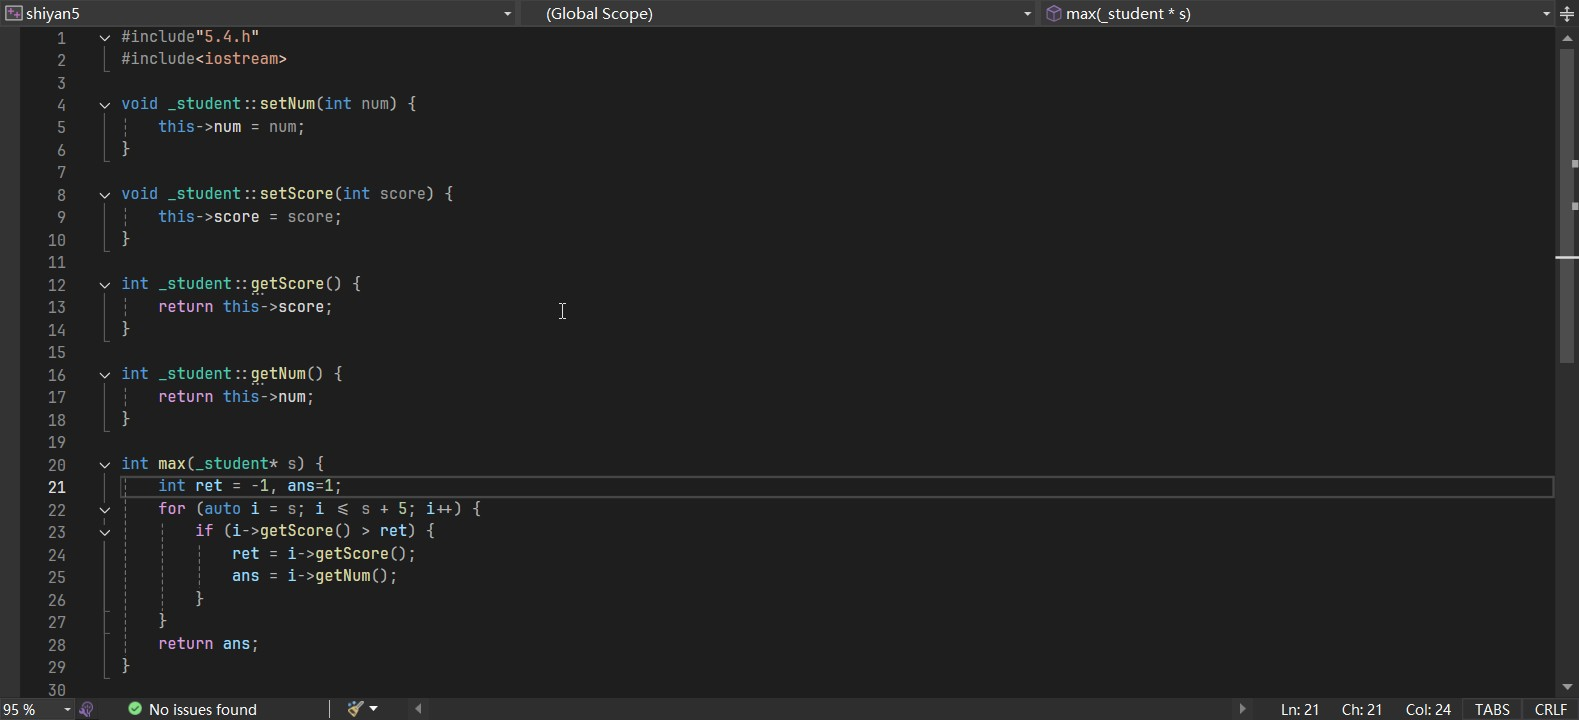 shiyan5 (Global Scope) max(_student * s)
1 #include"5.4.h"
2 #include<iostream>
3
4 void _student::setNum(int num) {
5 this->num = num;
6 }
7
8 void _student::setScore(int score) {
9 this->score = score;
10 }
11
12 int _student::getScore() {
13 return this->score;
14 }
15
16 int _student::getNum() {
17 return this->num;
18 }
19
20 int max(_student* s) {
21 int ret = -1, ans=1;
22 for (auto i = s; i <= s + 5; i++) {
23 if (i->getScore() > ret) {
24 ret = i->getScore();
25 ans = i->getNum();
26 }
27 }
28 return ans;
29 }
30
95 % No issues found Ln: 21 Ch: 21 Col: 24 TABS CRLF